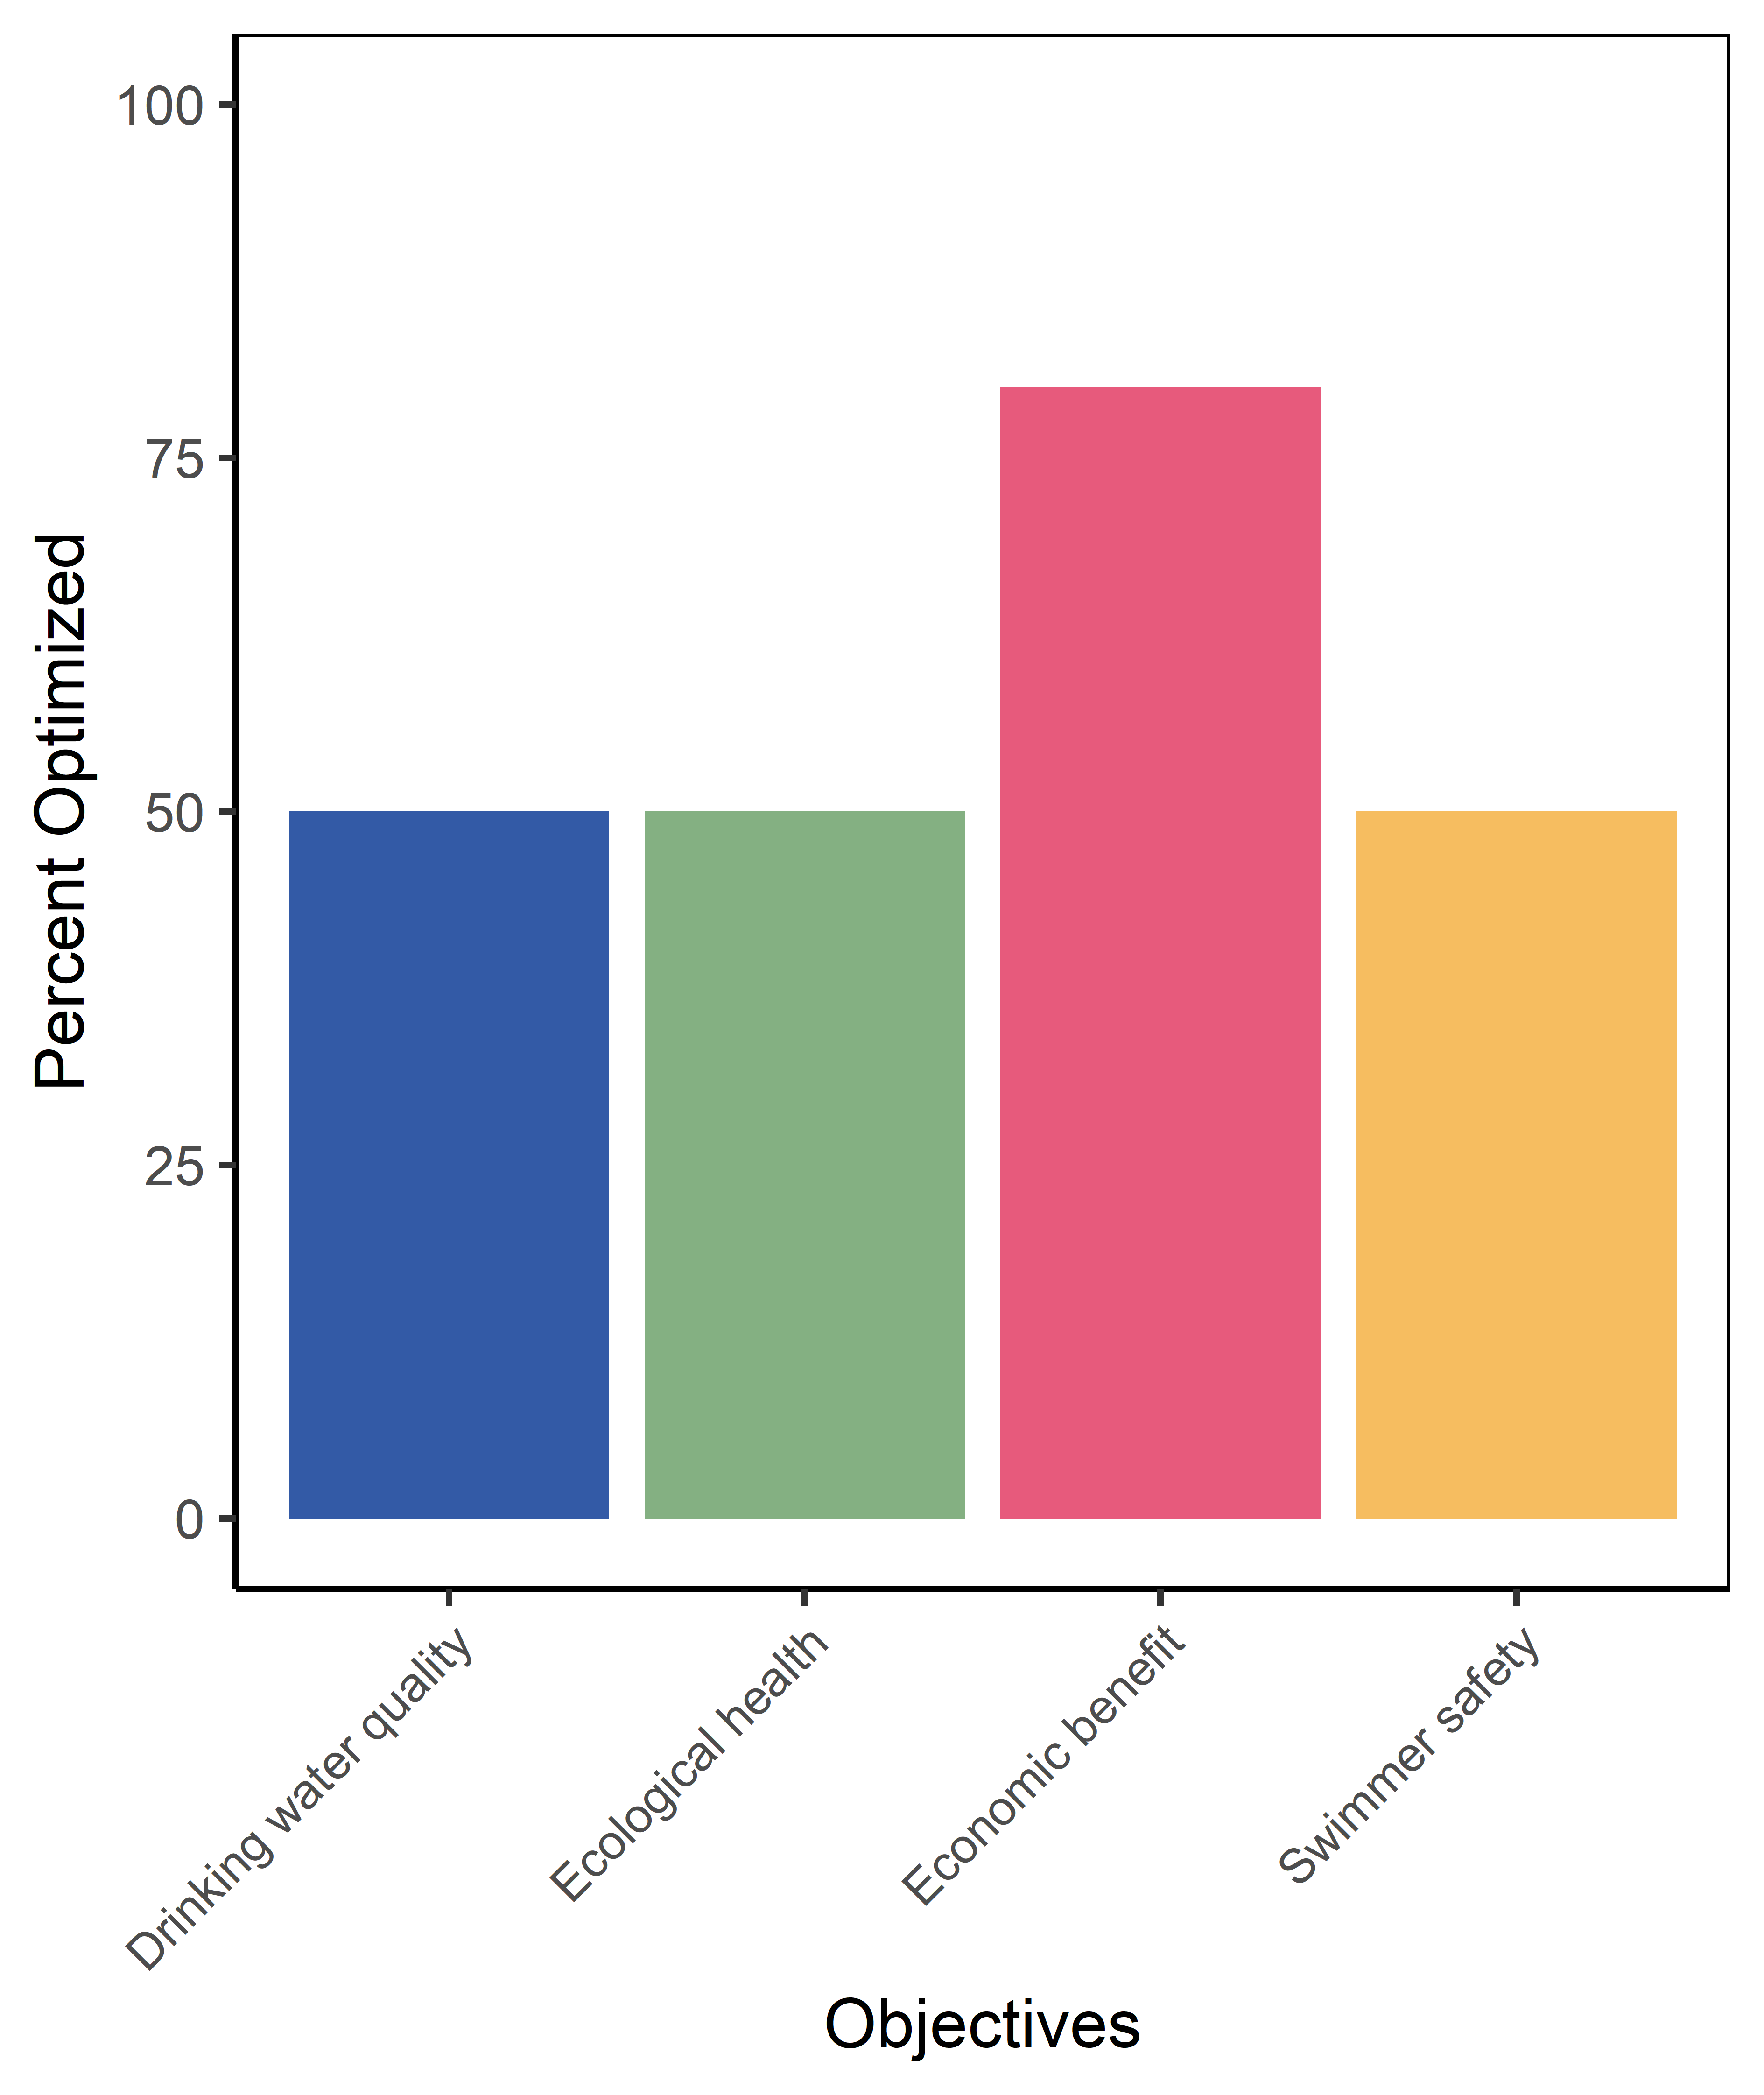 Percent Optimized
100
75
50
25
0
Drinking water quality
Ecological health
Economic benefit
Swimmer safety
Objectives